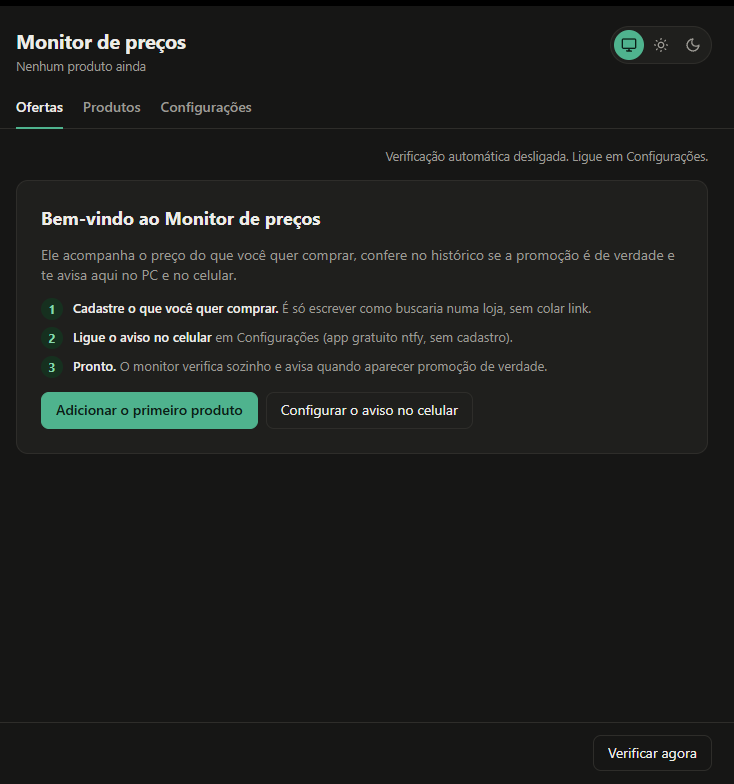 Monitor de preços
Nenhum produto ainda
Ofertas Produtos Configurações
Verificação automática desligada. Ligue em Configurações.
Bem-vindo ao Monitor de preços
Ele acompanha o preço do que você quer comprar, confere no histórico se a promoção é de verdade e
te avisa aqui no PC e no celular.
1 Cadastre o que você quer comprar. É só escrever como buscaria numa loja, sem colar link.
2 Ligue o aviso no celular em Configurações (app gratuito ntfy, sem cadastro).
3 Pronto. O monitor verifica sozinho e avisa quando aparecer promoção de verdade.
Adicionar o primeiro produto Configurar o aviso no celular
Verificar agora